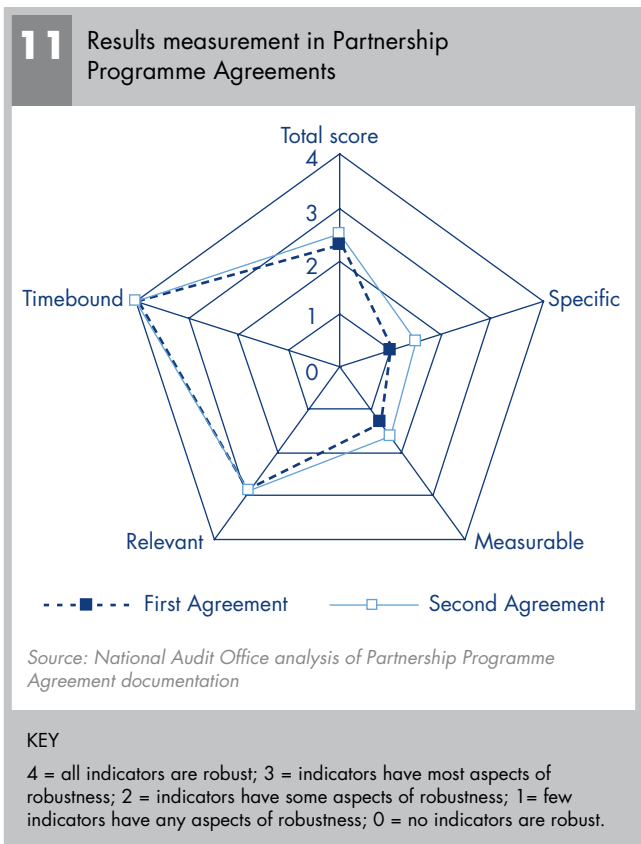 11 Results measurement in Partnership
Programme Agreements
Total score
4
3
2
1
0
Timebound
Specific
Relevant
Measurable
First Agreement
Second Agreement
Source: National Audit Office analysis of Partnership Programme
Agreement documentation
KEY
4 = all indicators are robust; 3 = indicators have most aspects of
robustness; 2 = indicators have some aspects of robustness; 1= few
indicators have any aspects of robustness; 0 = no indicators are robust.